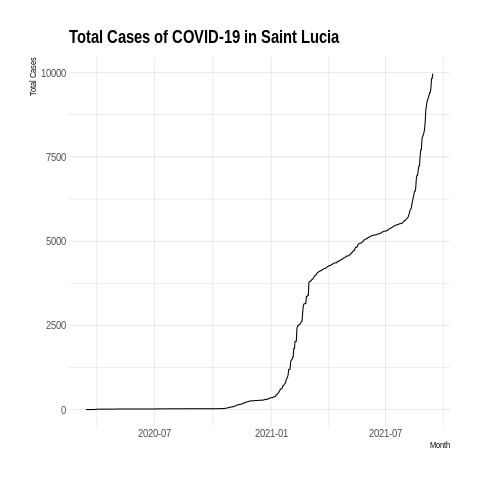 Total Cases of COVID-19 in Saint Lucia
Total Cases
10000
7500
5000
2500
0
2020-07 2021-01 2021-07
Month